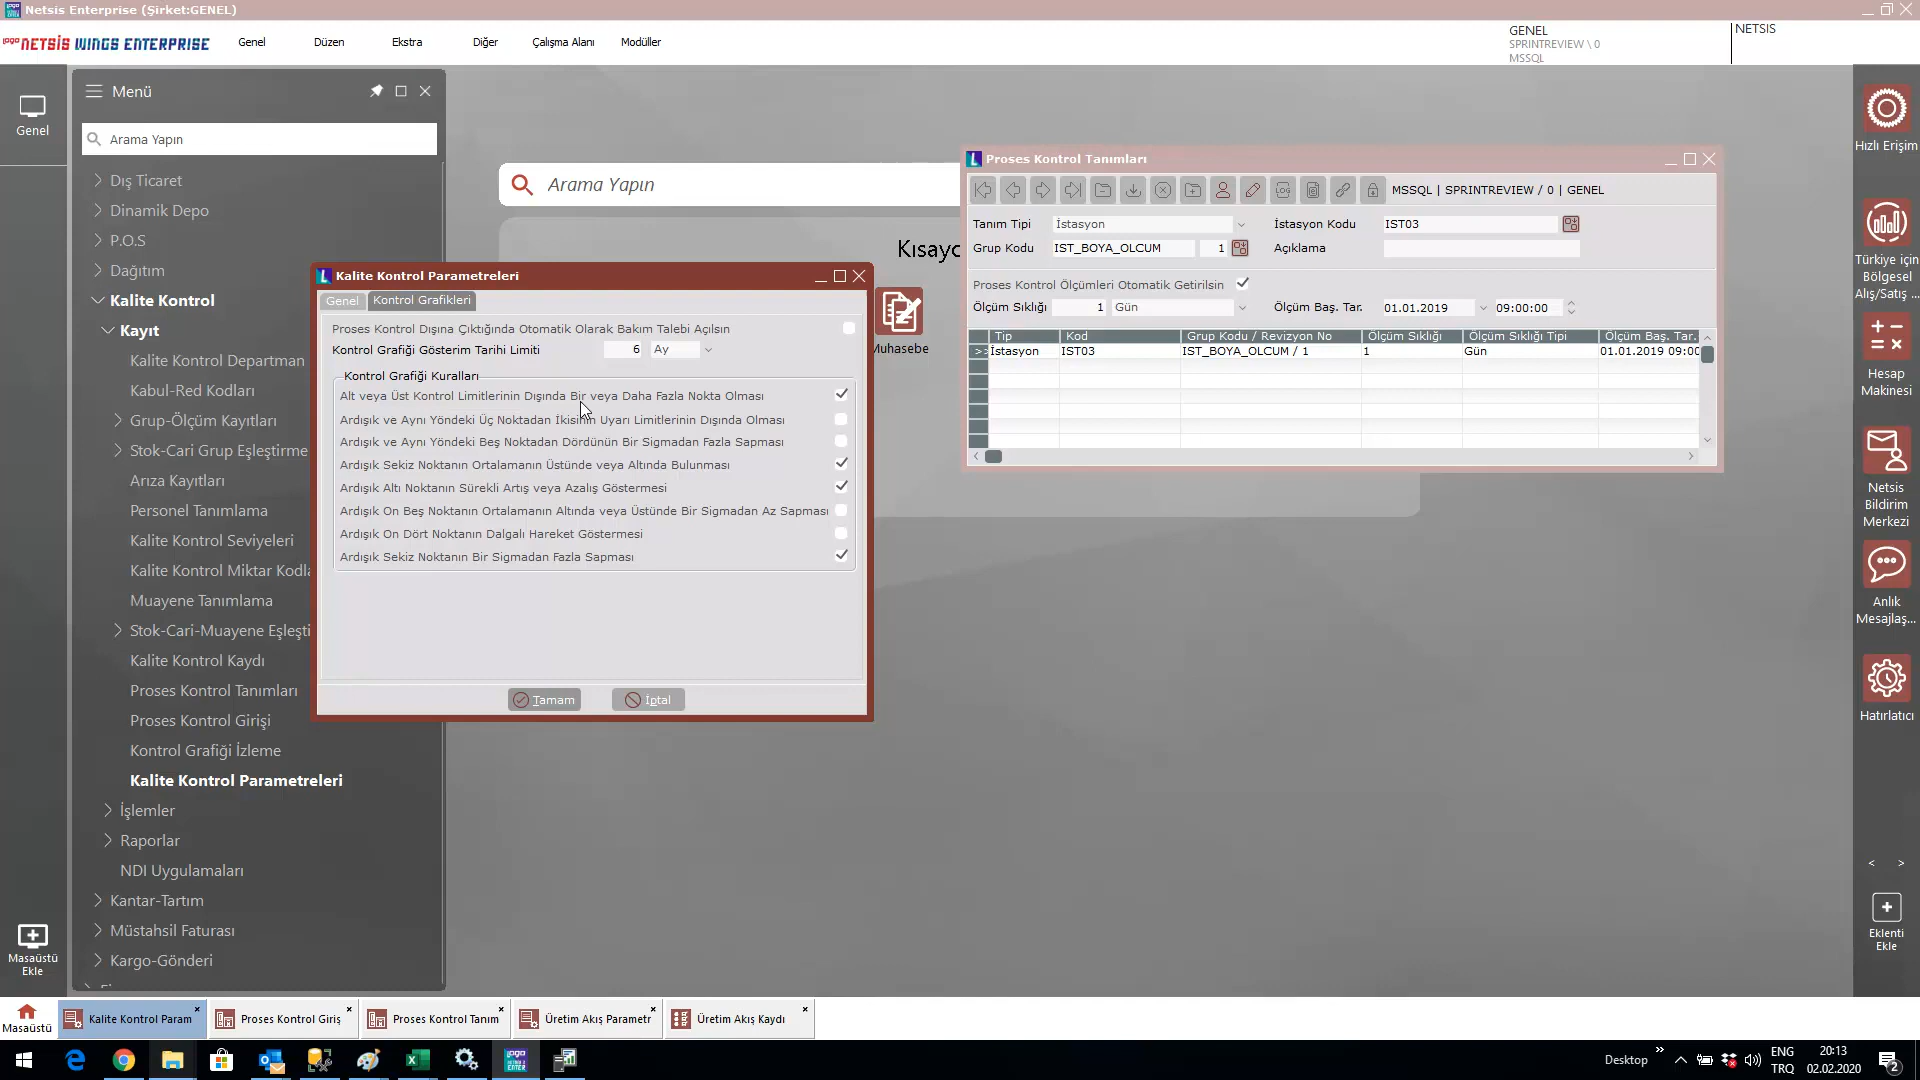 Netsis Enterprise (Şirket:GENEL)
logo NETSİS WINGS ENTERPRISE
Genel
Düzen
Ekstra
Diğer
Çalışma Alanı
Modüller
GENEL
SPRINTREVIEW \ 0
MSSQL
NETSIS
Genel
Menü
Arama Yapın
Dış Ticaret
Dinamik Depo
P.O.S
Dağıtım
Kalite Kontrol
Kayıt
Kalite Kontrol Departman
Kabul-Red Kodları
Grup-Ölçüm Kayıtları
Stok-Cari Grup Eşleştirme
Arıza Kayıtları
Personel Tanımlama
Kalite Kontrol Seviyeleri
Kalite Kontrol Miktar Kodla
Muayene Tanımlama
Stok-Cari-Muayene Eşleşti
Kalite Kontrol Kaydı
Proses Kontrol Tanımları
Proses Kontrol Girişi
Kontrol Grafiği İzleme
Kalite Kontrol Parametreleri
İşlemler
Raporlar
NDI Uygulamaları
Kantar-Tartım
Müstahsil Faturası
Kargo-Gönderi
Masaüstü
Ekle
Arama Yapın
Kısayo
Muhasebe
Kalite Kontrol Parametreleri
Genel
Kontrol Grafikleri
Proses Kontrol Dışına Çıktığında Otomatik Olarak Bakım Talebi Açılsın
Kontrol Grafiği Gösterim Tarihi Limiti
6
Ay
Kontrol Grafiği Kuralları
Alt veya Üst Kontrol Limitlerinin Dışında Bir veya Daha Fazla Nokta Olması
Ardışık ve Aynı Yöndeki Üç Noktadan İkisinin Uyarı Limitlerinin Dışında Olması
Ardışık ve Aynı Yöndeki Beş Noktadan Dördünün Bir Sigmadan Fazla Sapması
Ardışık Sekiz Noktanın Ortalamanın Üstünde veya Altında Bulunması
Ardışık Altı Noktanın Sürekli Artış veya Azalış Göstermesi
Ardışık On Beş Noktanın Ortalamanın Altında veya Üstünde Bir Sigmadan Az Sapması
Ardışık On Dört Noktanın Dalgalı Hareket Göstermesi
Ardışık Sekiz Noktanın Bir Sigmadan Fazla Sapması
Tamam
İptal
Proses Kontrol Tanımları
LOG
MSSQL | SPRINTREVIEW / 0 | GENEL
Tanım Tipi
İstasyon
İstasyon Kodu
IST03
Grup Kodu
IST_BOYA_OLCUM
1
Açıklama
Proses Kontrol Ölçümleri Otomatik Getirilsin
Ölçüm Sıklığı
1
Gün
Ölçüm Baş. Tar.
01.01.2019
09:00:00
Tip
Kod
Grup Kodu / Revizyon No
Ölçüm Sıklığı
Ölçüm Sıklığı Tipi
Ölçüm Baş. Tar.
İstasyon
IST03
IST_BOYA_OLCUM / 1
1
Gün
01.01.2019 09:00
Hızlı Erişim
Türkiye için
Bölgesel
Alış/Satış ...
Hesap
Makinesi
Netsis
Bildirim
Merkezi
Anlık
Mesajlaş...
Hatırlatıcı
Eklenti
Ekle
Masaüstü
Kalite Kontrol Param
Proses Kontrol Giriş
Proses Kontrol Tanım
Üretim Akış Parametr
Üretim Akış Kaydı
Desktop
ENG
TRQ
20:13
02.02.2020
2